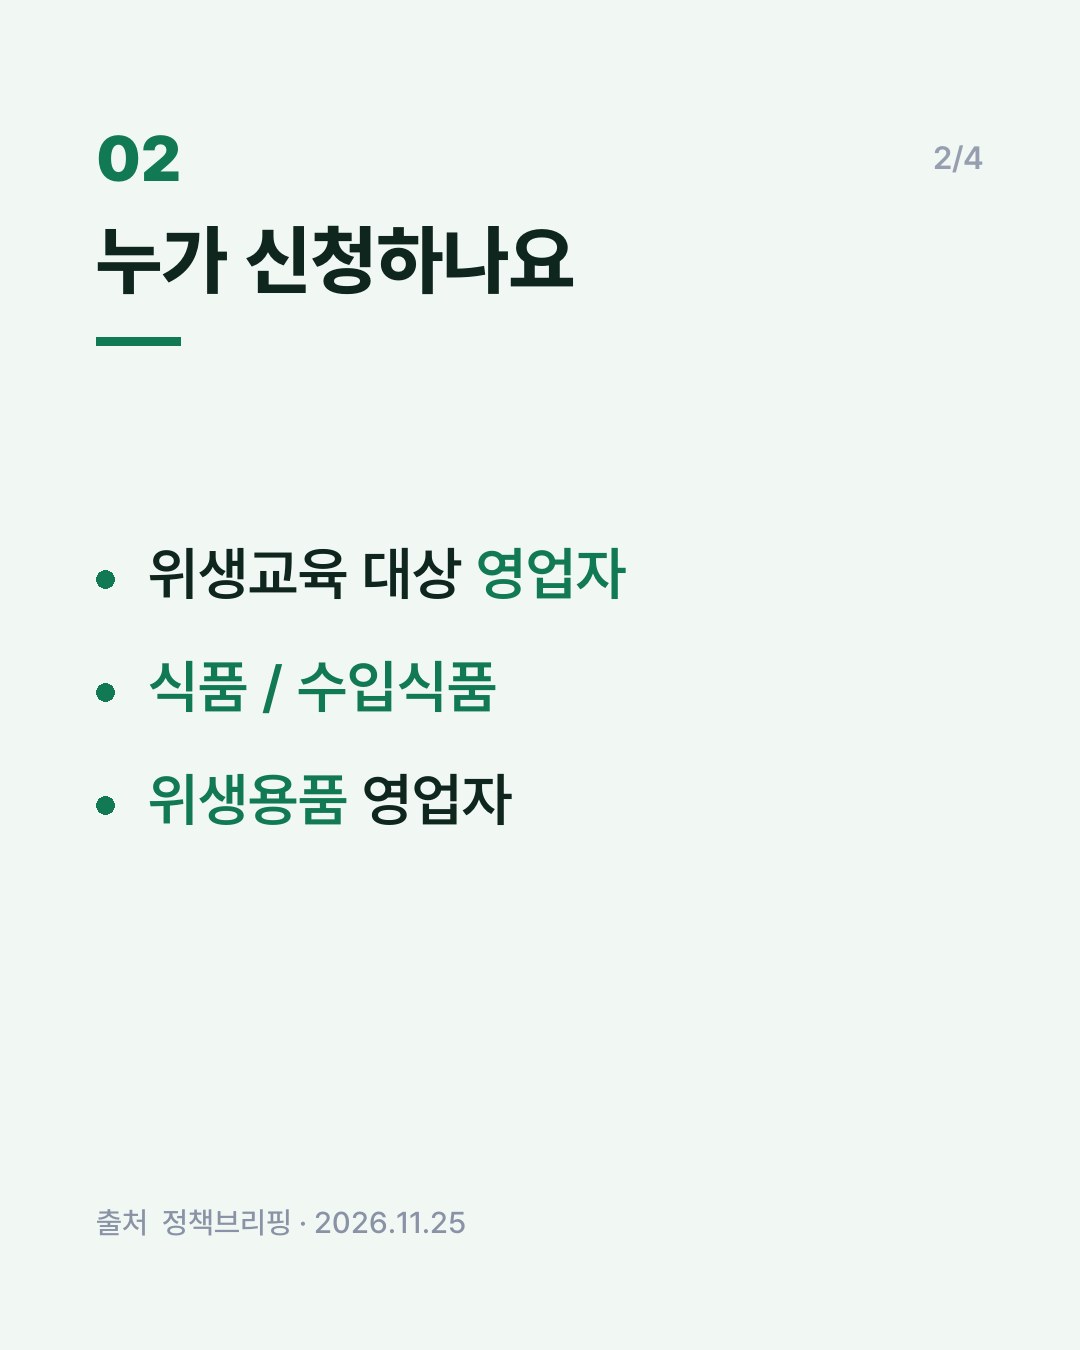 02
2/4
누가 신청하나요
위생교육 대상 영업자
식품 / 수입식품
위생용품 영업자
출처 정책브리핑 · 2026.11.25